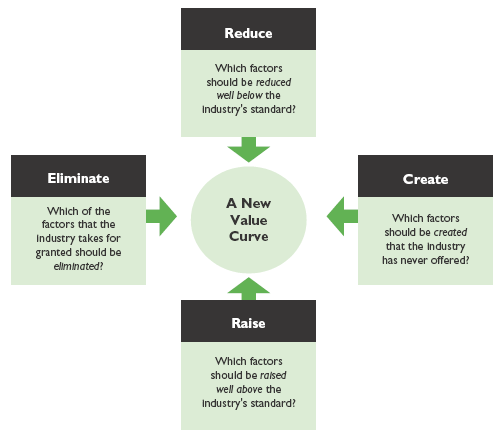 Reduce
Which factors
should be reduced
well below the
industry's standard?
Eliminate
Which of the
factors that the
industry takes for
granted should be
eliminated?
A New
Value
Curve
Create
Which factors
should be created
that the industry
has never offered?
Raise
Which factors
should be raised
well above the
industry's standard?